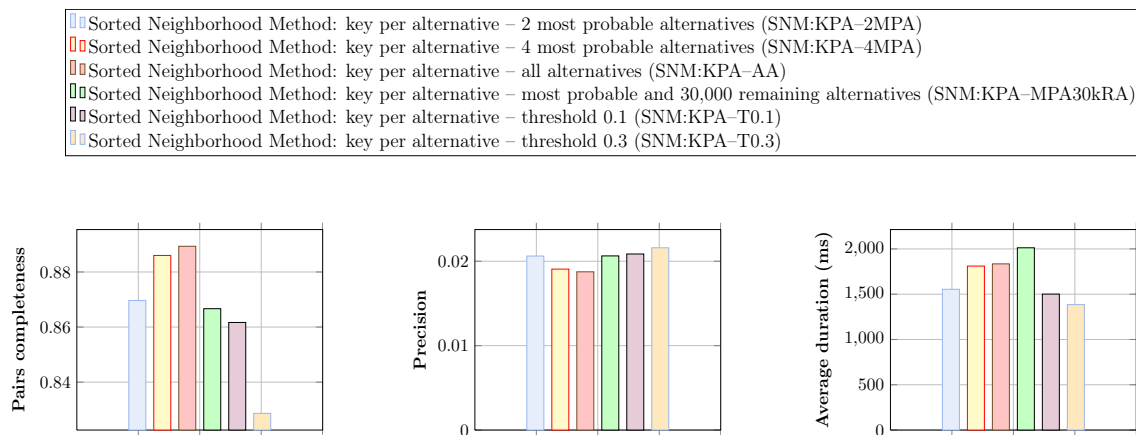 Sorted Neighborhood Method: key per alternative – 2 most probable alternatives (SNM:KPA–2MPA)
Sorted Neighborhood Method: key per alternative – 4 most probable alternatives (SNM:KPA–4MPA)
Sorted Neighborhood Method: key per alternative – all alternatives (SNM:KPA–AA)
Sorted Neighborhood Method: key per alternative – most probable and 30,000 remaining alternatives (SNM:KPA–MPA30kRA)
Sorted Neighborhood Method: key per alternative – threshold 0.1 (SNM:KPA–T0.1)
Sorted Neighborhood Method: key per alternative – threshold 0.3 (SNM:KPA–T0.3)
Pairs completeness
0.88
0.86
0.84
Precision
0.02
0.01
0
Average duration (ms)
2,000
1,500
1,000
500
0